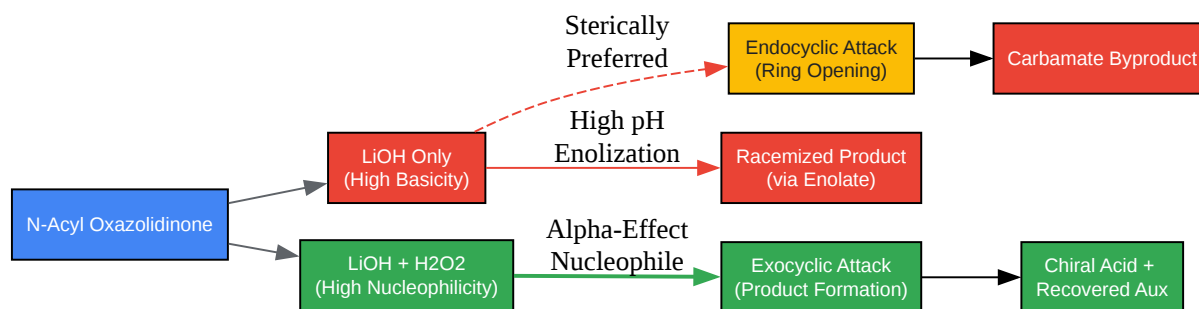 Sterically
Preferred
Endocyclic Attack
(Ring Opening)
Carbamate Byproduct
LiOH Only
(High Basicity)
High pH
Enolization
Racemized Product
(via Enolate)
N-Acyl Oxazolidinone
LiOH + H2O2
(High Nucleophilicity)
Alpha-Effect
Nucleophile
Exocyclic Attack
(Product Formation)
Chiral Acid +
Recovered Aux